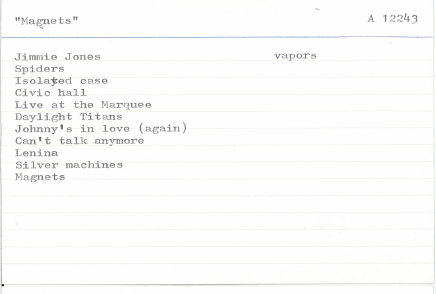 "Magnets" A 12243
Jimmie Jones vapors
Spiders
Isolated case
Civic hall
Live at the Marquee
Daylight Titans
Johnny's in love (again)
Can't talk anymore
Lenina
Silver machines
Magnets